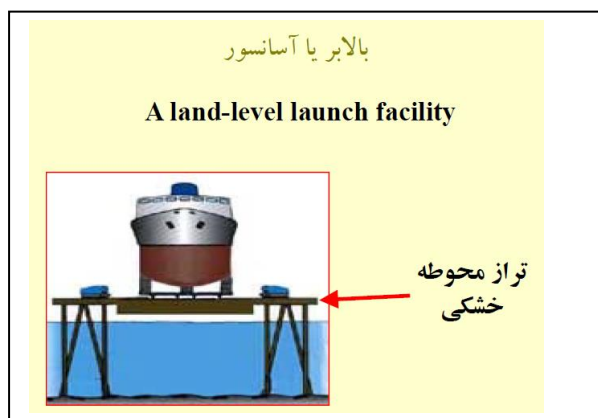 بالابر یا آسانسور
A land-level launch facility
تراز محوطه
خشکی